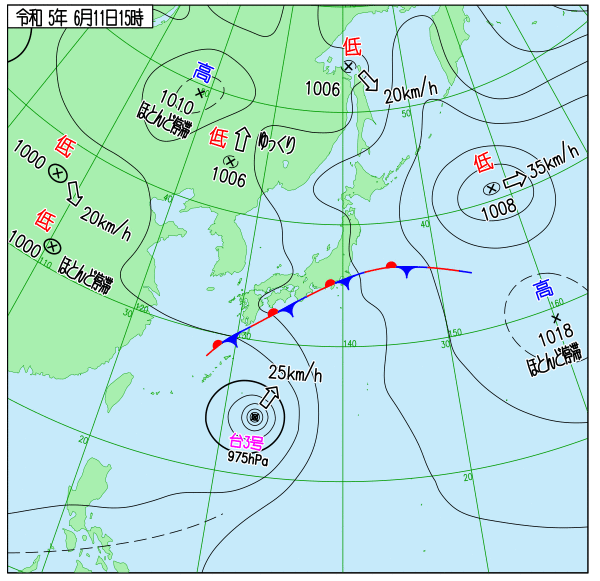 令和 5年 6月11日15時
低
1006
20km/h
高
1010
ほとんど停滞
低
ゆっくり
1006
低
1000
20km/h
低
1000
ほとんど停滞
低
35km/h
1008
高
1018
ほとんど停滞
25km/h
台3号
975hPa
50
40
40
110
30
120
130
140
30
150
160
20
20